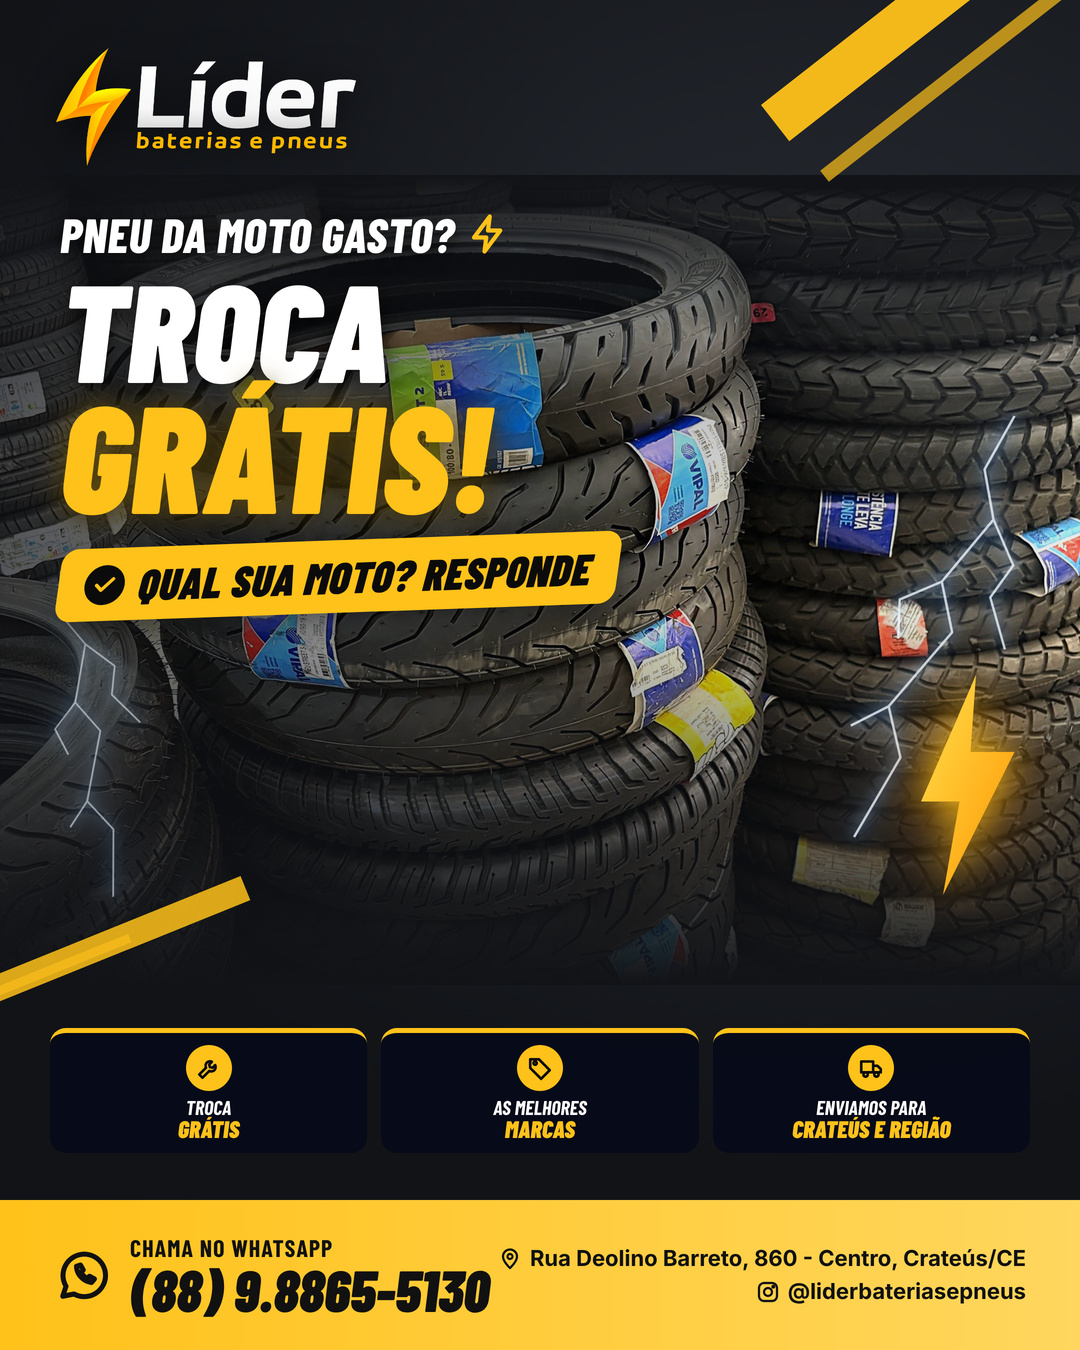 Líder
baterias e pneus
PNEU DA MOTO GASTO?
TROCA
GRÁTIS!
QUAL SUA MOTO? RESPONDE
VIPAL
29
TROCA
GRÁTIS
AS MELHORES
MARCAS
ENVIAMOS PARA
CRATEÚS E REGIÃO
CHAMA NO WHATSAPP
(88) 9.8865-5130
Rua Deolino Barreto, 860 - Centro, Crateús/CE
@liderbateriasepneus